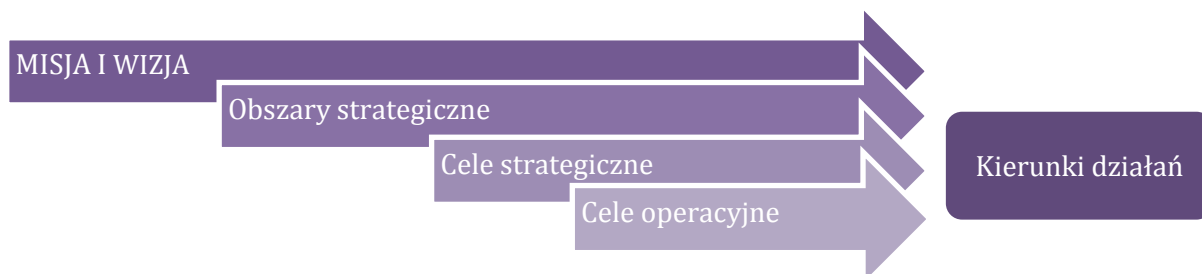 MISJA I WIZJA
Obszary strategiczne
Cele strategiczne
Cele operacyjne
Kierunki działań